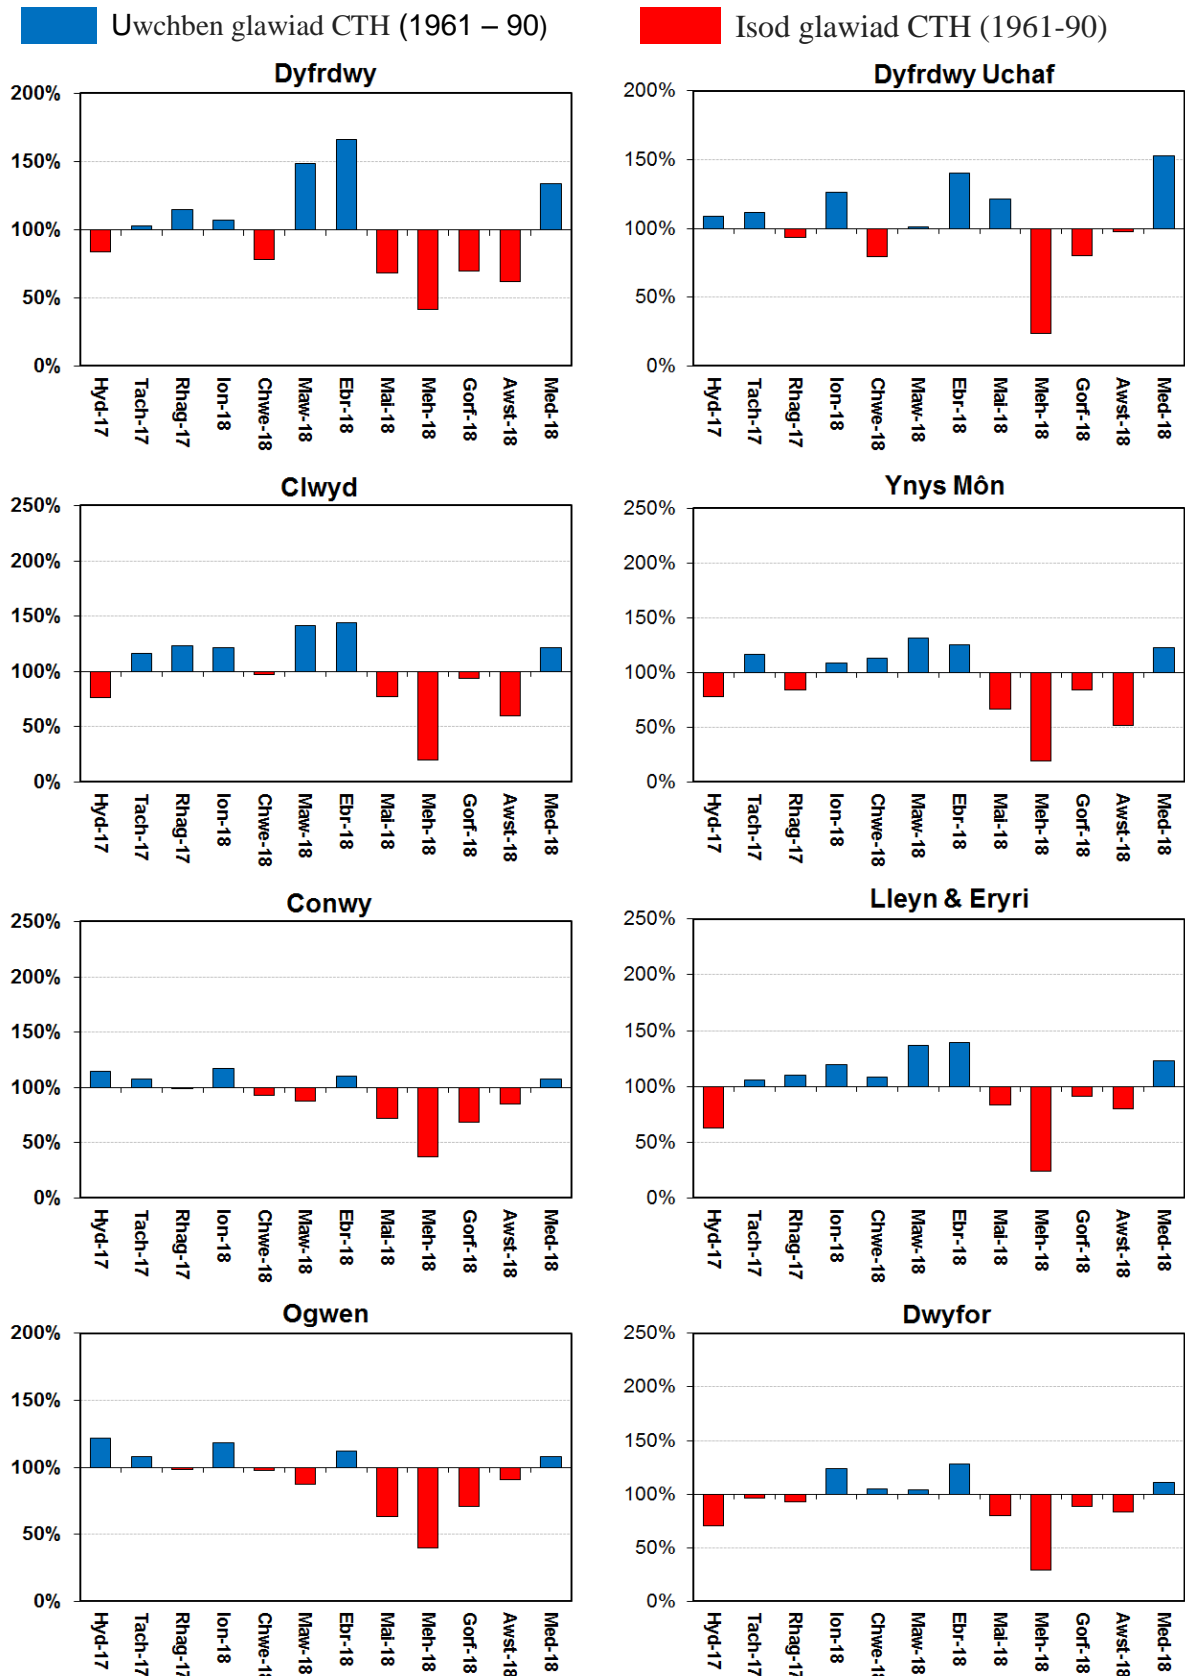 Uwchben glawiad CTH (1961 – 90)
Isod glawiad CTH (1961-90)
Dyfrdwy
200%
150%
100%
50%
0%
Hyd-17
Tach-17
Rhag-17
Ion-18
Chwe-18
Maw-18
Ebr-18
Mai-18
Meh-18
Gorf-18
Awst-18
Med-18
Dyfrdwy Uchaf
200%
150%
100%
50%
0%
Hyd-17
Tach-17
Rhag-17
Ion-18
Chwe-18
Maw-18
Ebr-18
Mai-18
Meh-18
Gorf-18
Awst-18
Med-18
Clwyd
250%
200%
150%
100%
50%
0%
Hyd-17
Tach-17
Rhag-17
Ion-18
Chwe-18
Maw-18
Ebr-18
Mai-18
Meh-18
Gorf-18
Awst-18
Med-18
Ynys Môn
250%
200%
150%
100%
50%
0%
Hyd-17
Tach-17
Rhag-17
Ion-18
Chwe-18
Maw-18
Ebr-18
Mai-18
Meh-18
Gorf-18
Awst-18
Med-18
Conwy
250%
200%
150%
100%
50%
0%
Hyd-17
Tach-17
Rhag-17
Ion-18
Chwe-18
Maw-18
Ebr-18
Mai-18
Meh-18
Gorf-18
Awst-18
Med-18
Lleyn & Eryri
250%
200%
150%
100%
50%
0%
Hyd-17
Tach-17
Rhag-17
Ion-18
Chwe-18
Maw-18
Ebr-18
Mai-18
Meh-18
Gorf-18
Awst-18
Med-18
Ogwen
200%
150%
100%
50%
0%
Hyd-17
Tach-17
Rhag-17
Ion-18
Chwe-18
Maw-18
Ebr-18
Mai-18
Meh-18
Gorf-18
Awst-18
Med-18
Dwyfor
250%
200%
150%
100%
50%
0%
Hyd-17
Tach-17
Rhag-17
Ion-18
Chwe-18
Maw-18
Ebr-18
Mai-18
Meh-18
Gorf-18
Awst-18
Med-18